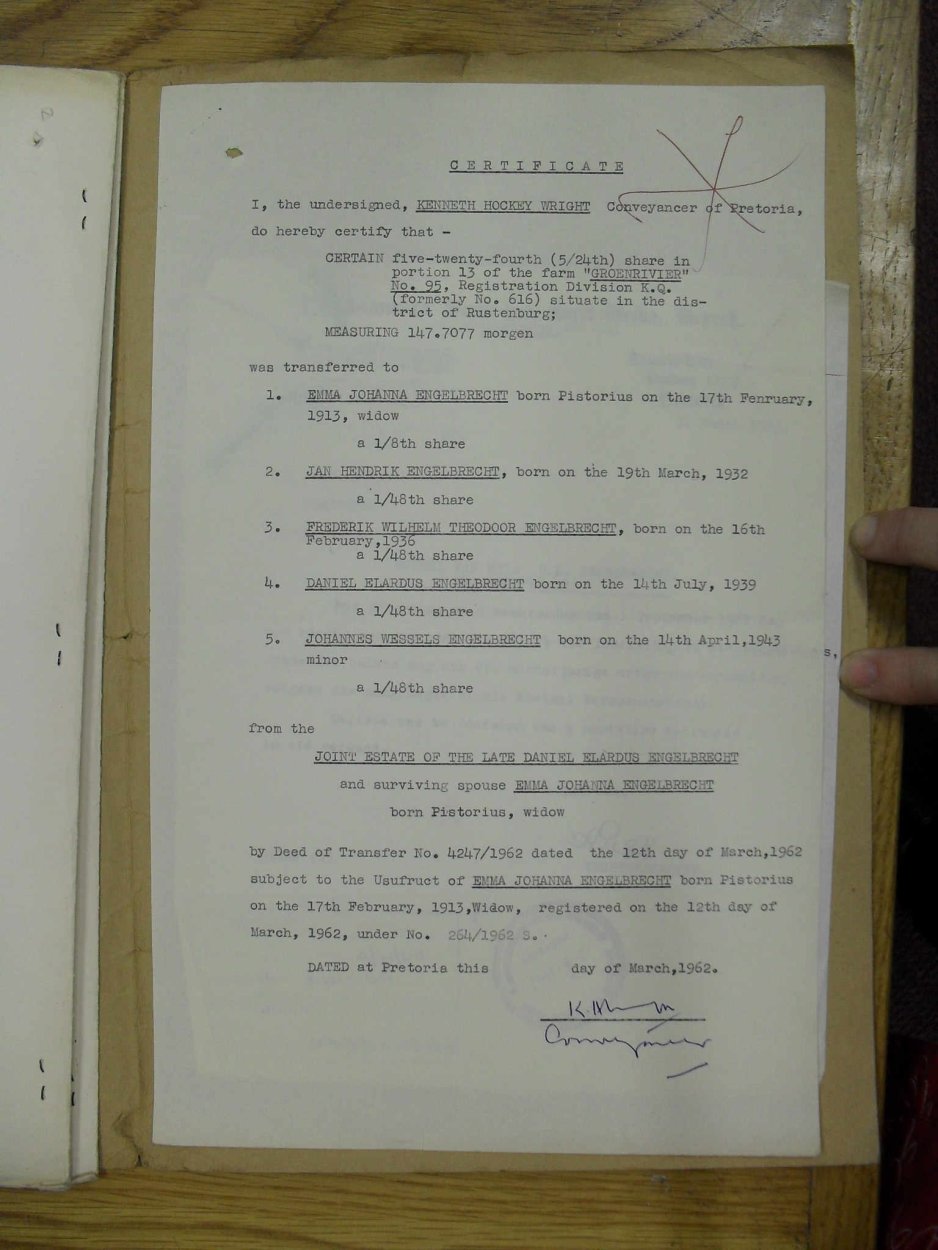 CERTIFICATE
I, the undersigned, KENNETH HOCKEY WRIGHT Conveyancer of Pretoria,
do hereby certify that -
CERTAIN five-twenty-fourth (5/24th) share in
portion 13 of the farm "GROENRIVIER"
No. 95, Registration Division K.Q.
(formerly No. 616) situate in the dis-
trict of Rustenburg;
MEASURING 147.7077 morgen
was transferred to
1. EMMA JOHANNA ENGELBRECHT born Pistorius on the 17th Fenruary,
1913, widow
a 1/8th share
2. JAN HENDRIK ENGELBRECHT, born on the 19th March, 1932
a 1/48th share
3. FREDERIK WILHELM THEODOOR ENGELBRECHT, born on the 16th
February,1936
a 1/48th share
4. DANIEL ELARDUS ENGELBRECHT born on the 14th July, 1939
a 1/48th share
5. JOHANNES WESSELS ENGELBRECHT born on the 14th April,1943
minor
a 1/48th share
from the
JOINT ESTATE OF THE LATE DANIEL ELARDUS ENGELBRECHT
and surviving spouse EMMA JOHANNA ENGELBRECHT
born Pistorius, widow
by Deed of Transfer No. 4247/1962 dated the 12th day of March,1962
subject to the Usufruct of EMMA JOHANNA ENGELBRECHT born Pistorius
on the 17th February, 1913,Widow, registered on the 12th day of
March, 1962, under No. 264/1962 S.
DATED at Pretoria this day of March,1962.
Conveyancer